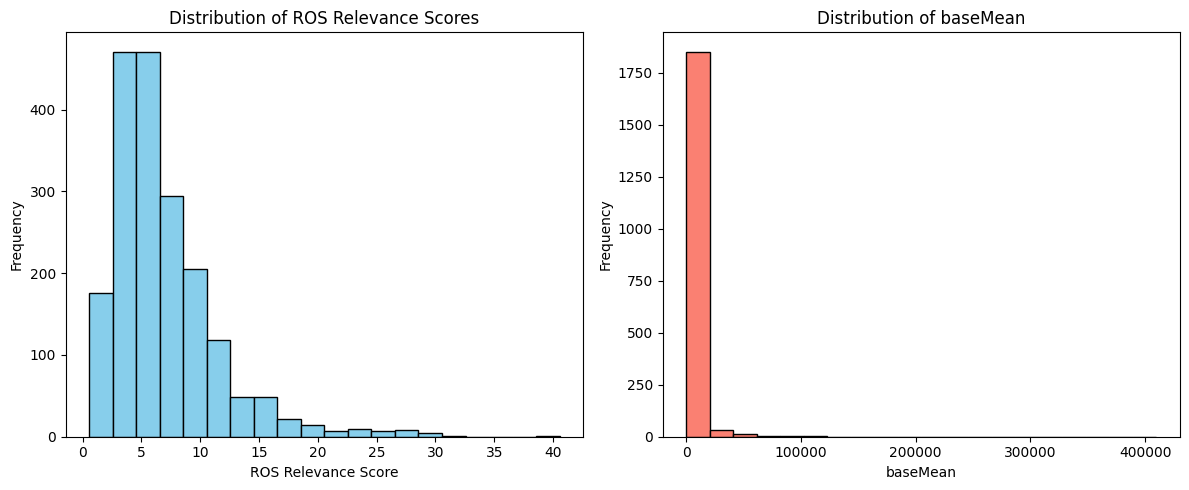 Distribution of ROS Relevance Scores
Frequency
400
300
200
100
0
0 5 10 15 20 25 30 35 40
ROS Relevance Score
Distribution of baseMean
Frequency
1750
1500
1250
1000
750
500
250
0
0 100000 200000 300000 400000
baseMean